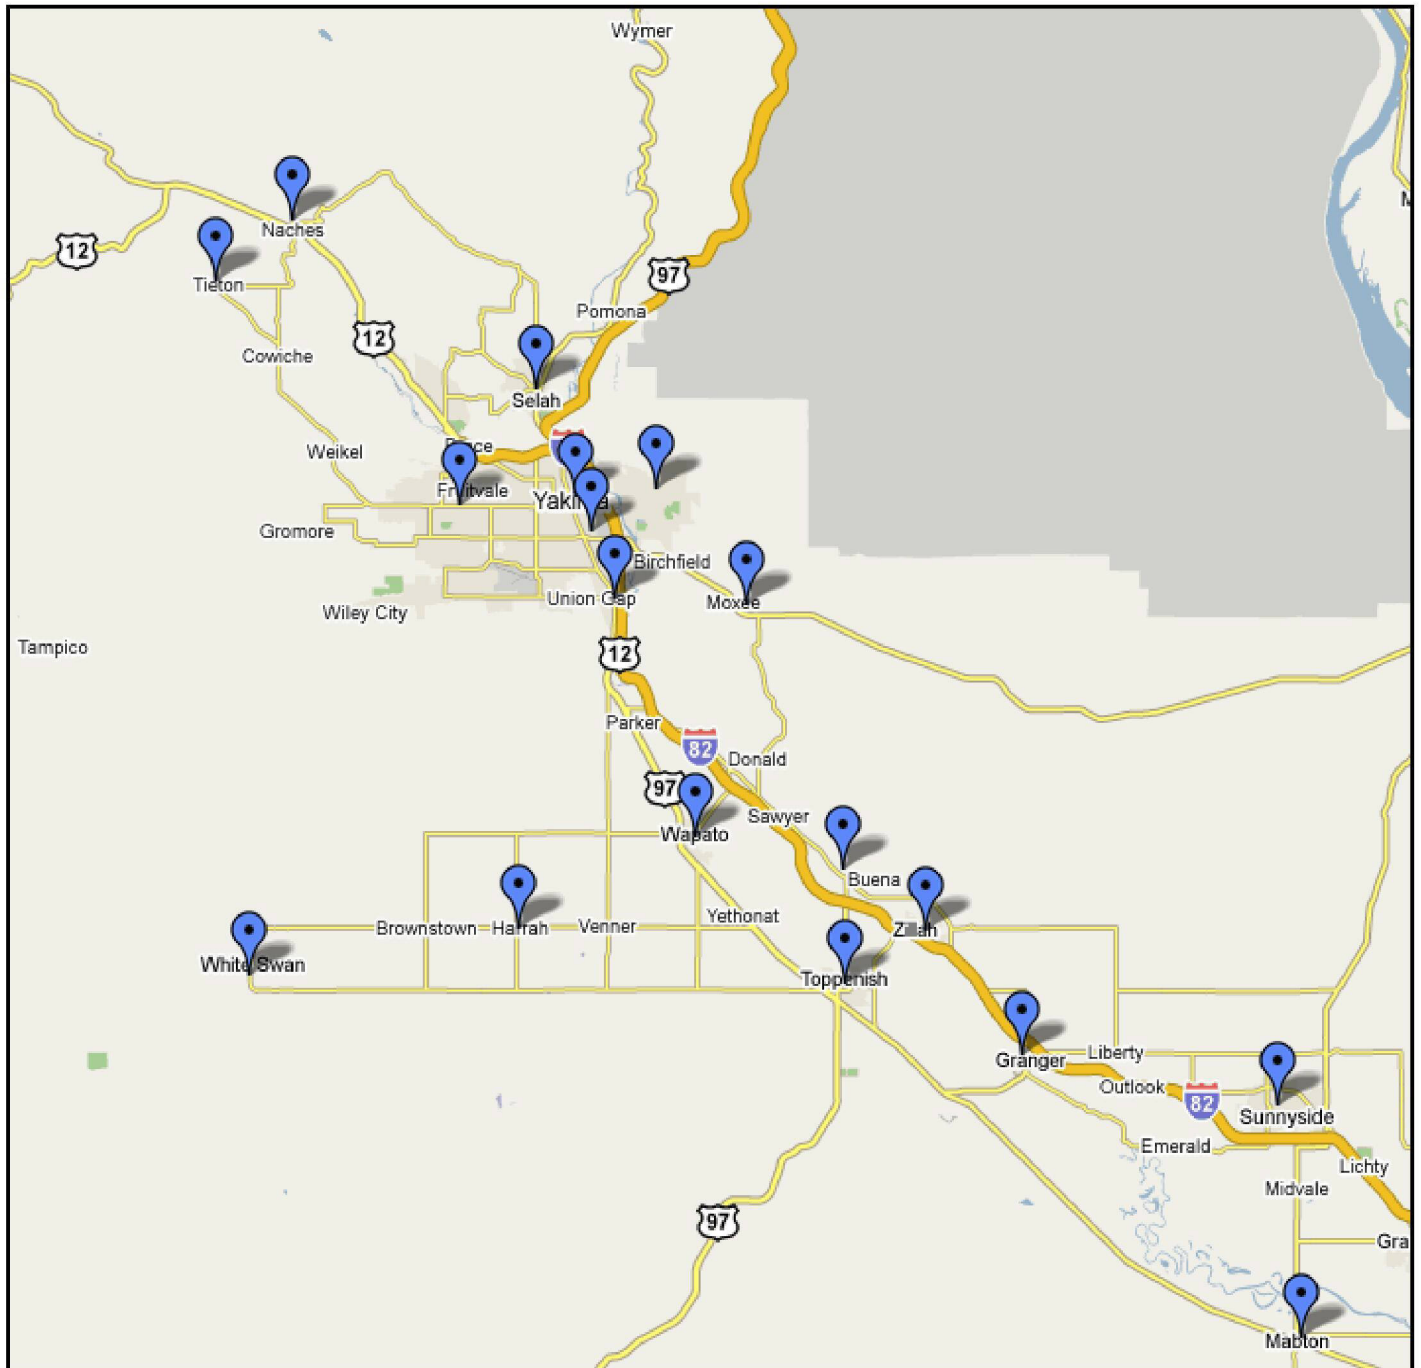 Wymer
Naches
12
Tieton
97
Pomona
12
Cowiche
Selah
Weikel
Fruitvale
Yakima
Gromore
Birchfield
Union Gap
Moxee
Wiley City
Tampico
12
Parker
82
Donald
97
Sawyer
Wapato
Buena
Yethonat
Brownstown
Harrah
Venner
Zillah
White Swan
Toppenish
Granger
Liberty
Outlook
82
Sunnyside
Emerald
Lichty
Midvale
97
Gra
Mabton